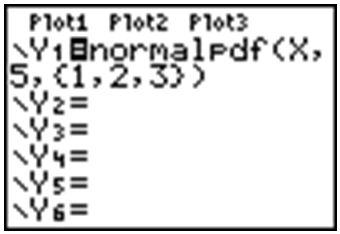 Plot1 Plot2 Plot3
\Y1=normalpdf(X,
5,{1,2,3})
\Y2=
\Y3=
\Y4=
\Y5=
\Y6=